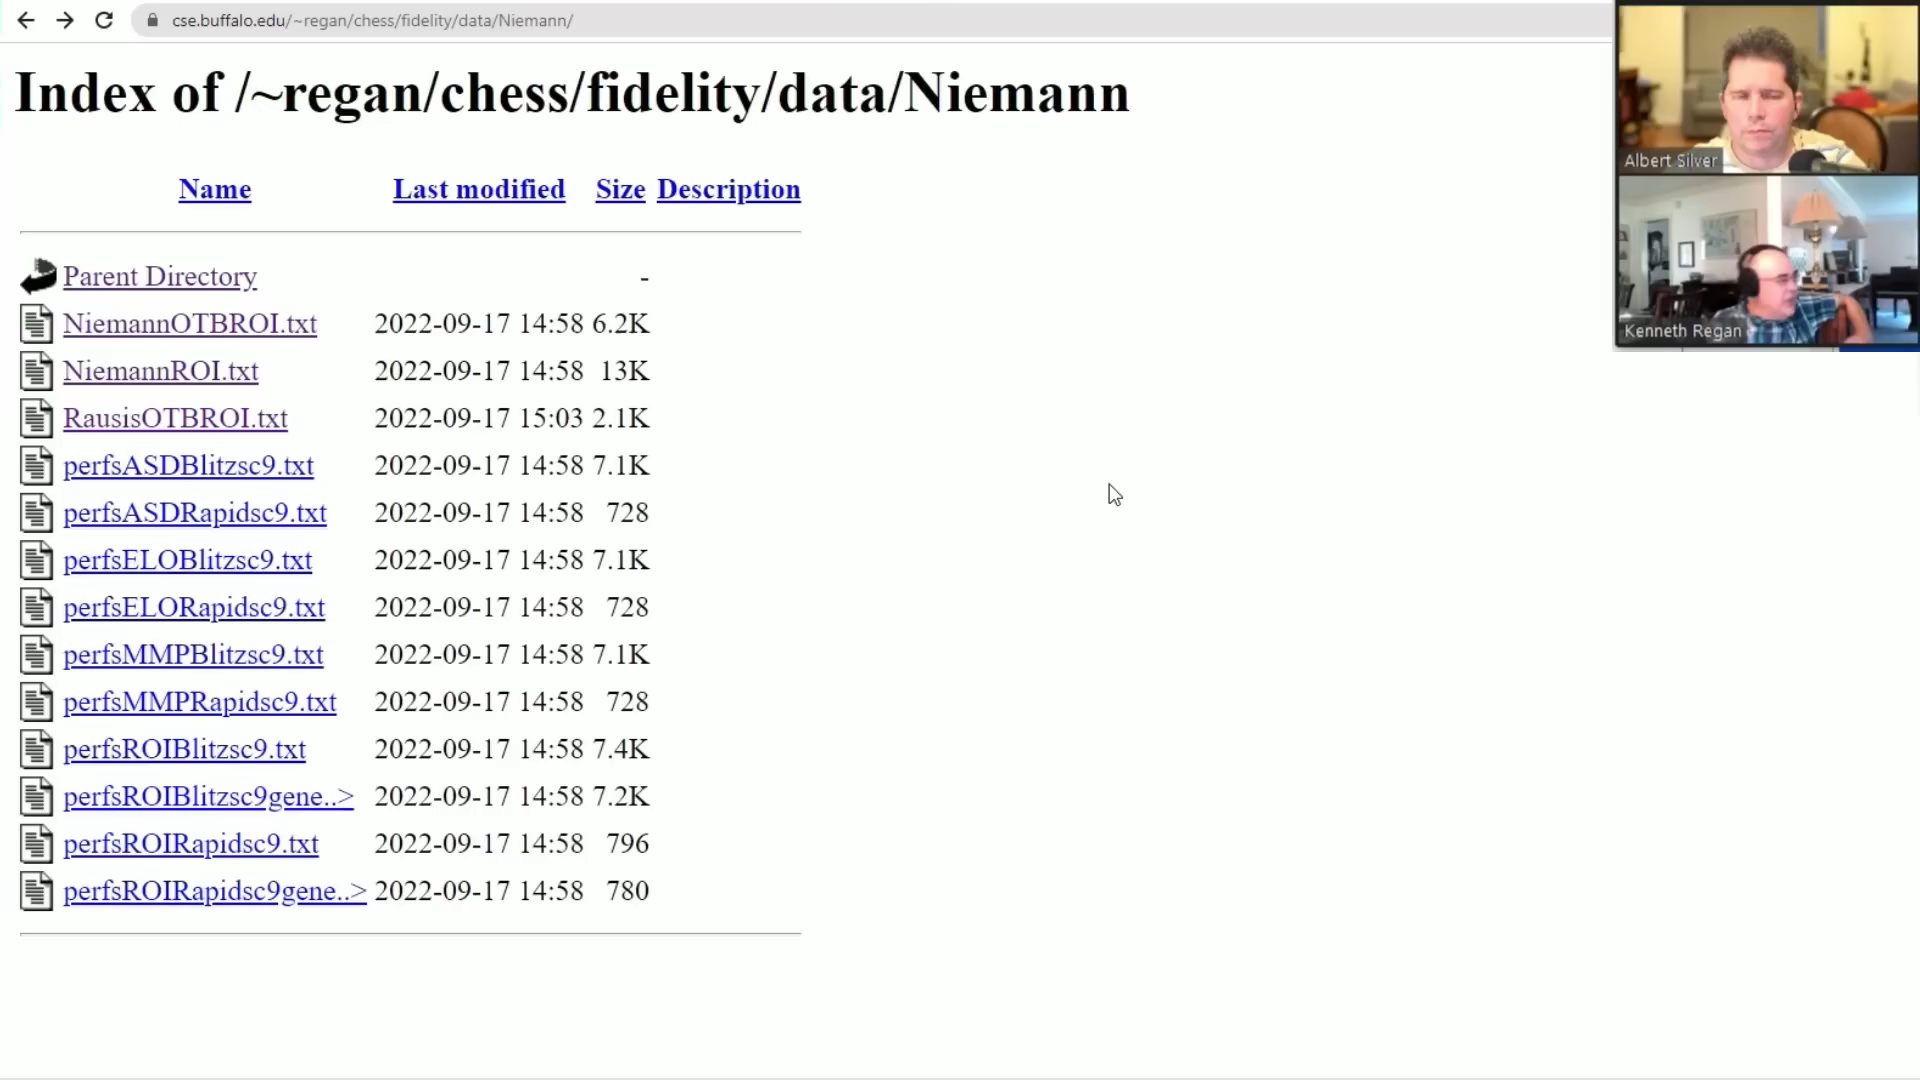 cse.buffalo.edu/~regan/chess/fidelity/data/Niemann/
Index of /~regan/chess/fidelity/data/Niemann
Name Last modified Size Description
Parent Directory -
NiemannOTBROI.txt 2022-09-17 14:58 6.2K
NiemannROI.txt 2022-09-17 14:58 13K
RausisOTBROI.txt 2022-09-17 15:03 2.1K
perfsASDBlitzsc9.txt 2022-09-17 14:58 7.1K
perfsASDRapidsc9.txt 2022-09-17 14:58 728
perfsELOBlitzsc9.txt 2022-09-17 14:58 7.1K
perfsELORapidsc9.txt 2022-09-17 14:58 728
perfsMMPBlitzsc9.txt 2022-09-17 14:58 7.1K
perfsMMPRapidsc9.txt 2022-09-17 14:58 728
perfsROIBlitzsc9.txt 2022-09-17 14:58 7.4K
perfsROIBlitzsc9gene..> 2022-09-17 14:58 7.2K
perfsROIRapidsc9.txt 2022-09-17 14:58 796
perfsROIRapidsc9gene..> 2022-09-17 14:58 780
Albert Silver
Kenneth Regan